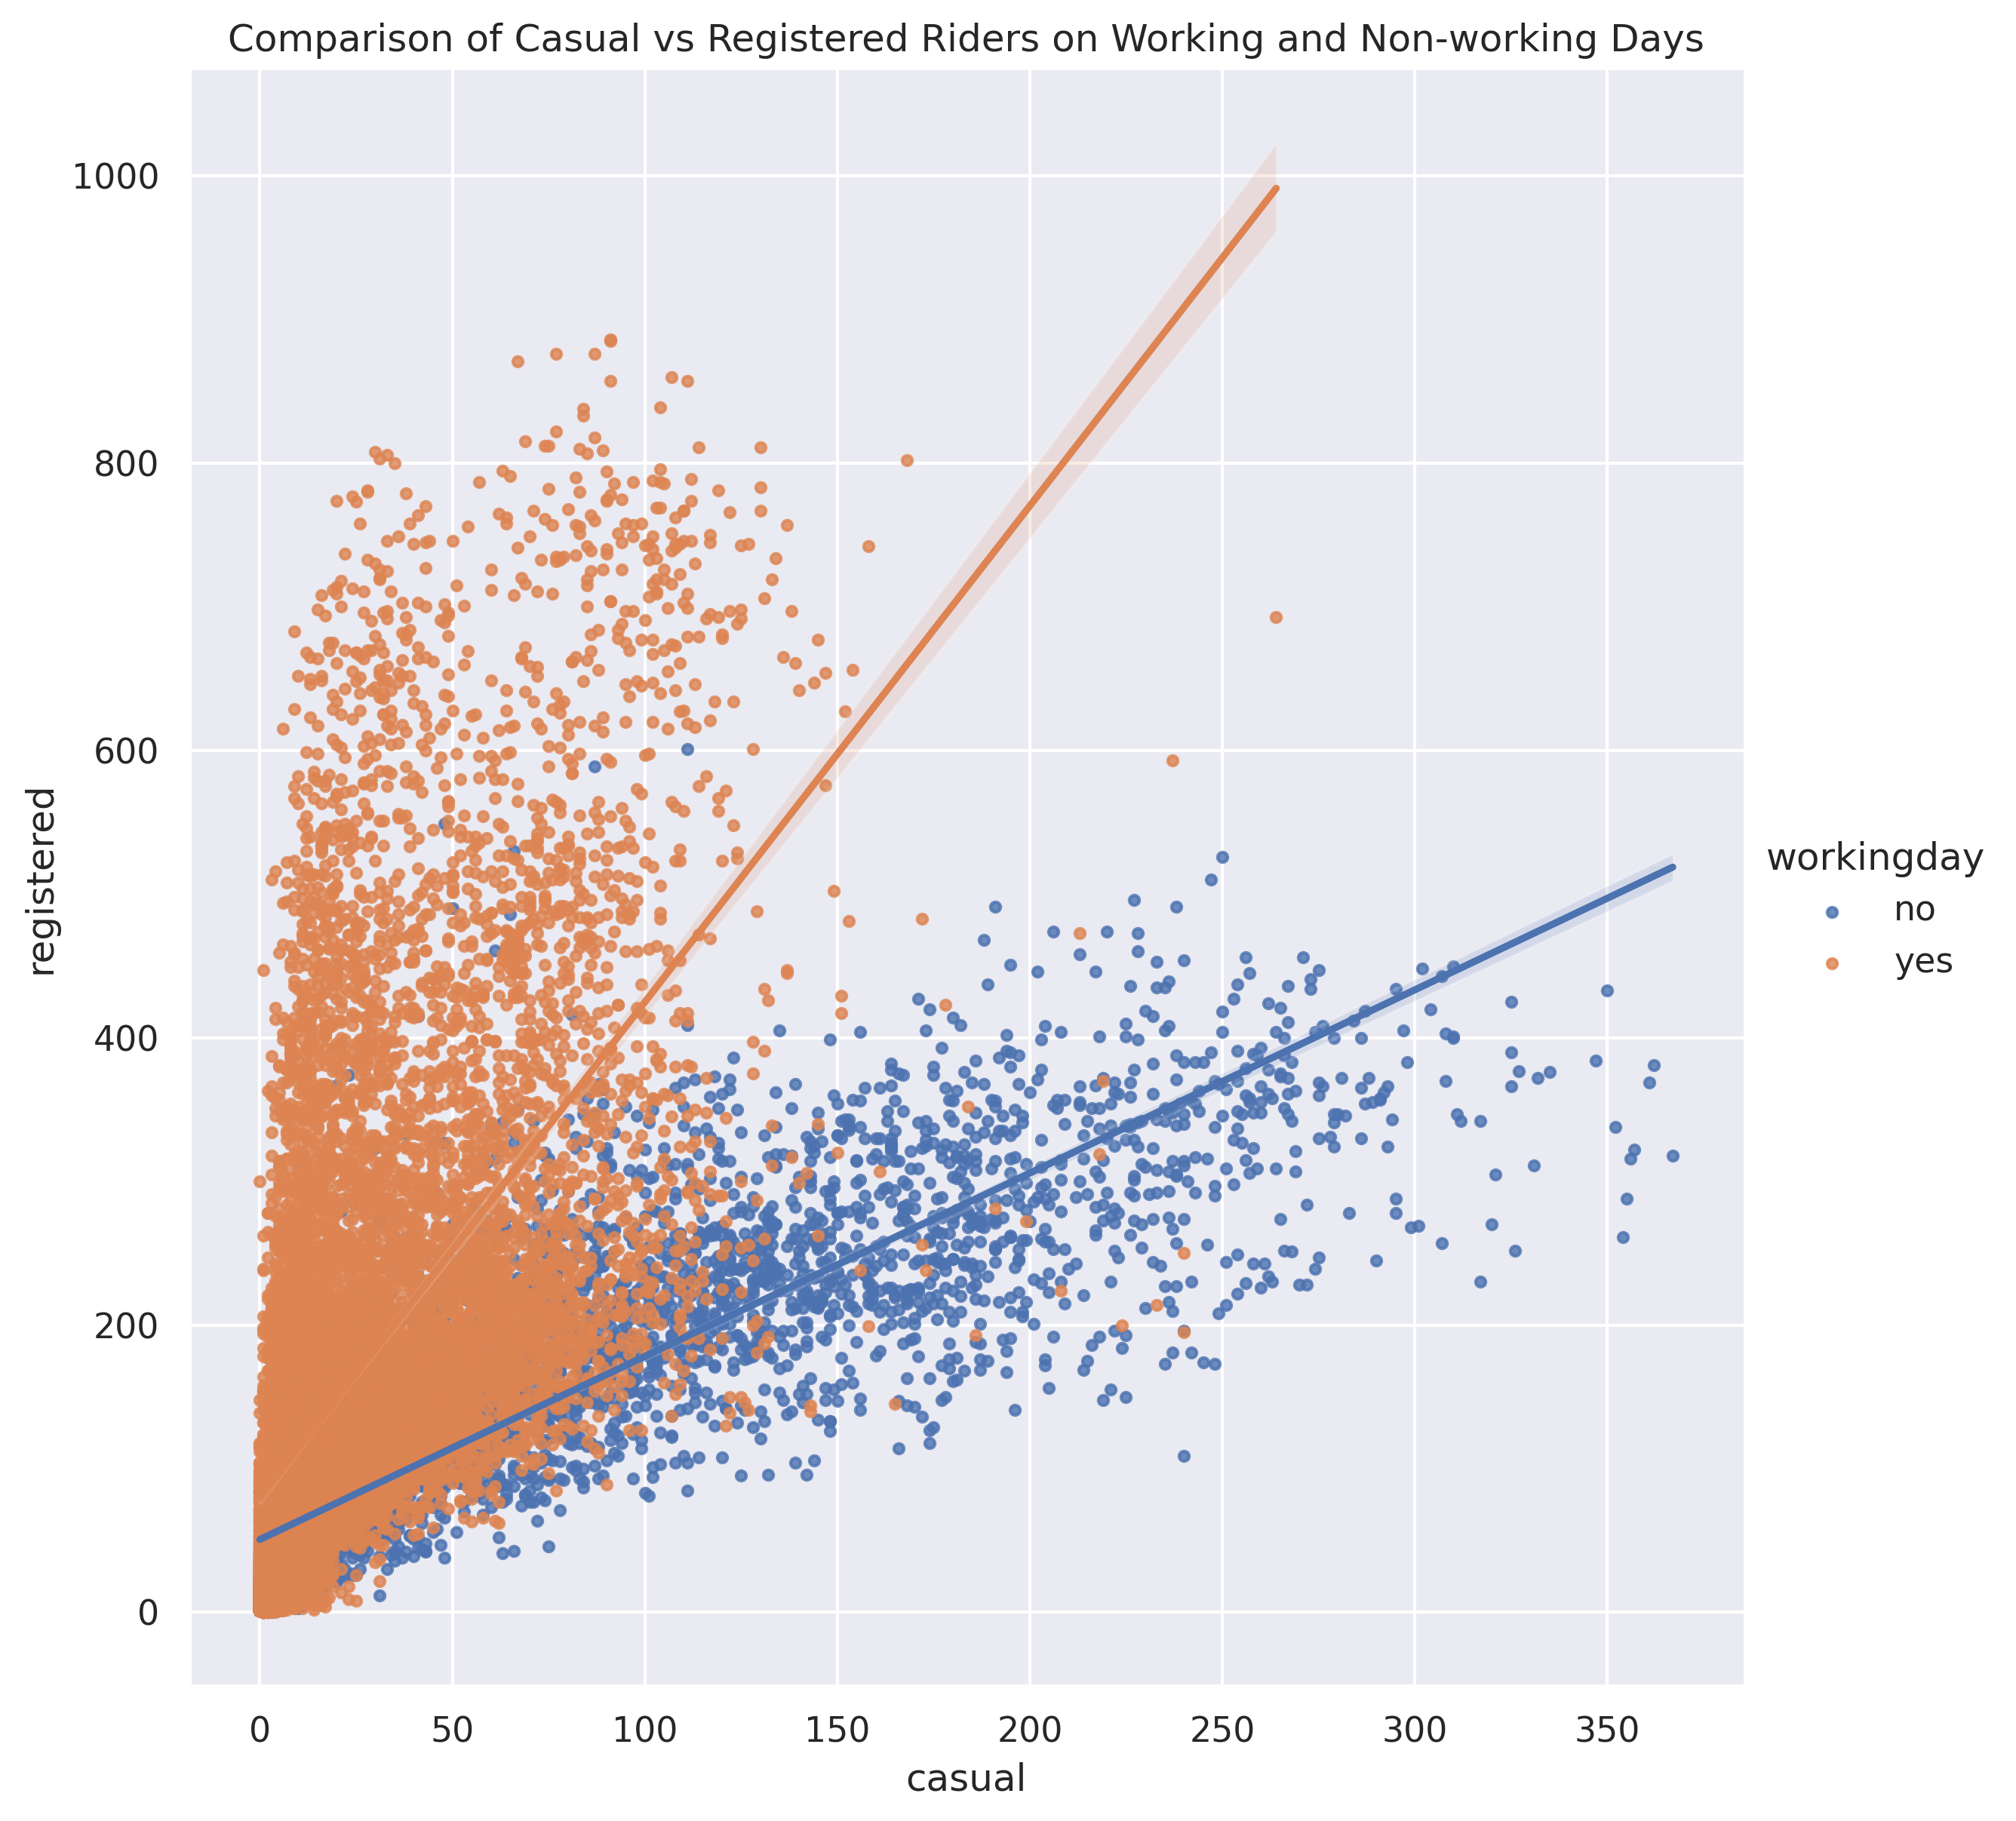 Comparison of Casual vs Registered Riders on Working and Non-working Days
1000
800
600
400
200
0
registered
0 50 100 150 200 250 300 350
casual
workingday
no
yes